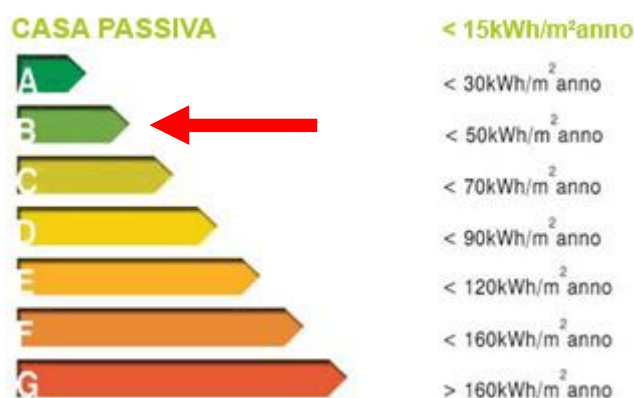 CASA PASSIVA < 15kWh/m²anno
A < 30kWh/m²anno
B < 50kWh/m²anno
C < 70kWh/m²anno
D < 90kWh/m²anno
E < 120kWh/m²anno
F < 160kWh/m²anno
G > 160kWh/m²anno